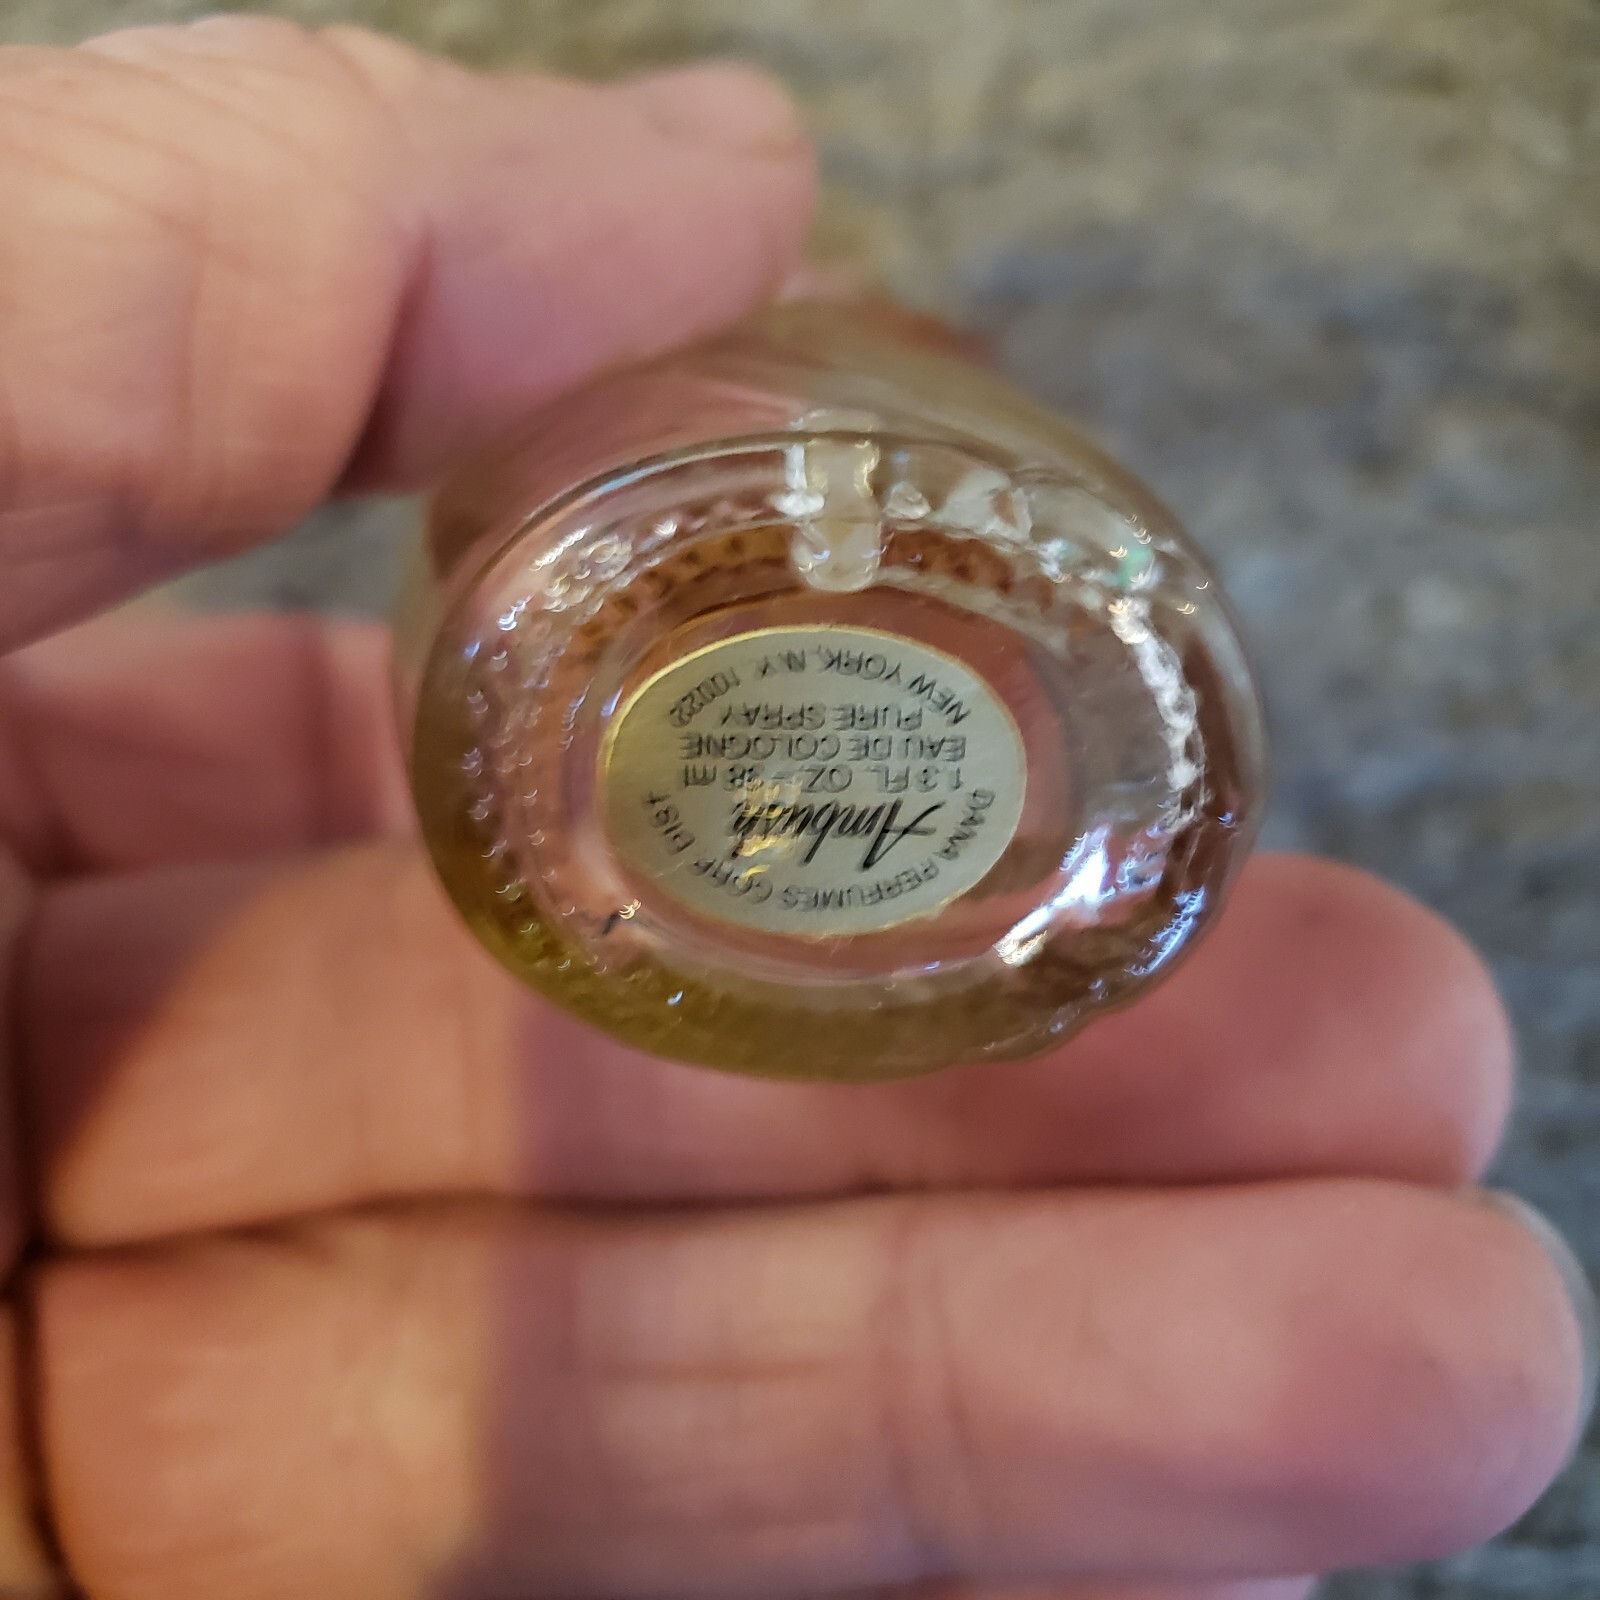 DANA PERFUMES CORP DIST
Ambush
1.3 FL. OZ - 38 ml
EAU DE COLOGNE
PURE SPRAY
NEW YORK, N.Y. 10022